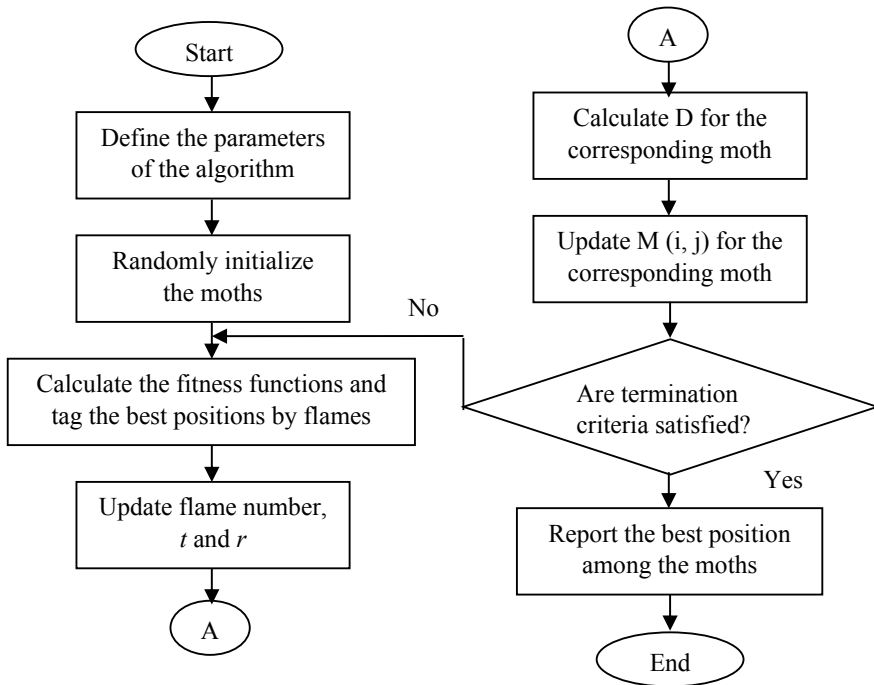 Start
Define the parameters
of the algorithm
Randomly initialize
the moths
Calculate the fitness functions and
tag the best positions by flames
Update flame number,
t and r
A
A
Calculate D for the
corresponding moth
Update M (i, j) for the
corresponding moth
No
Are termination
criteria satisfied?
Yes
Report the best position
among the moths
End